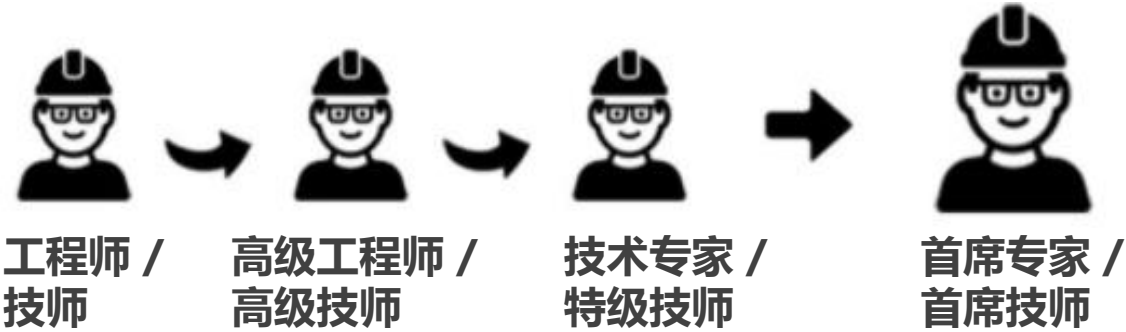 工程师 /
技师
高级工程师 /
高级技师
技术专家 /
特级技师
首席专家 /
首席技师